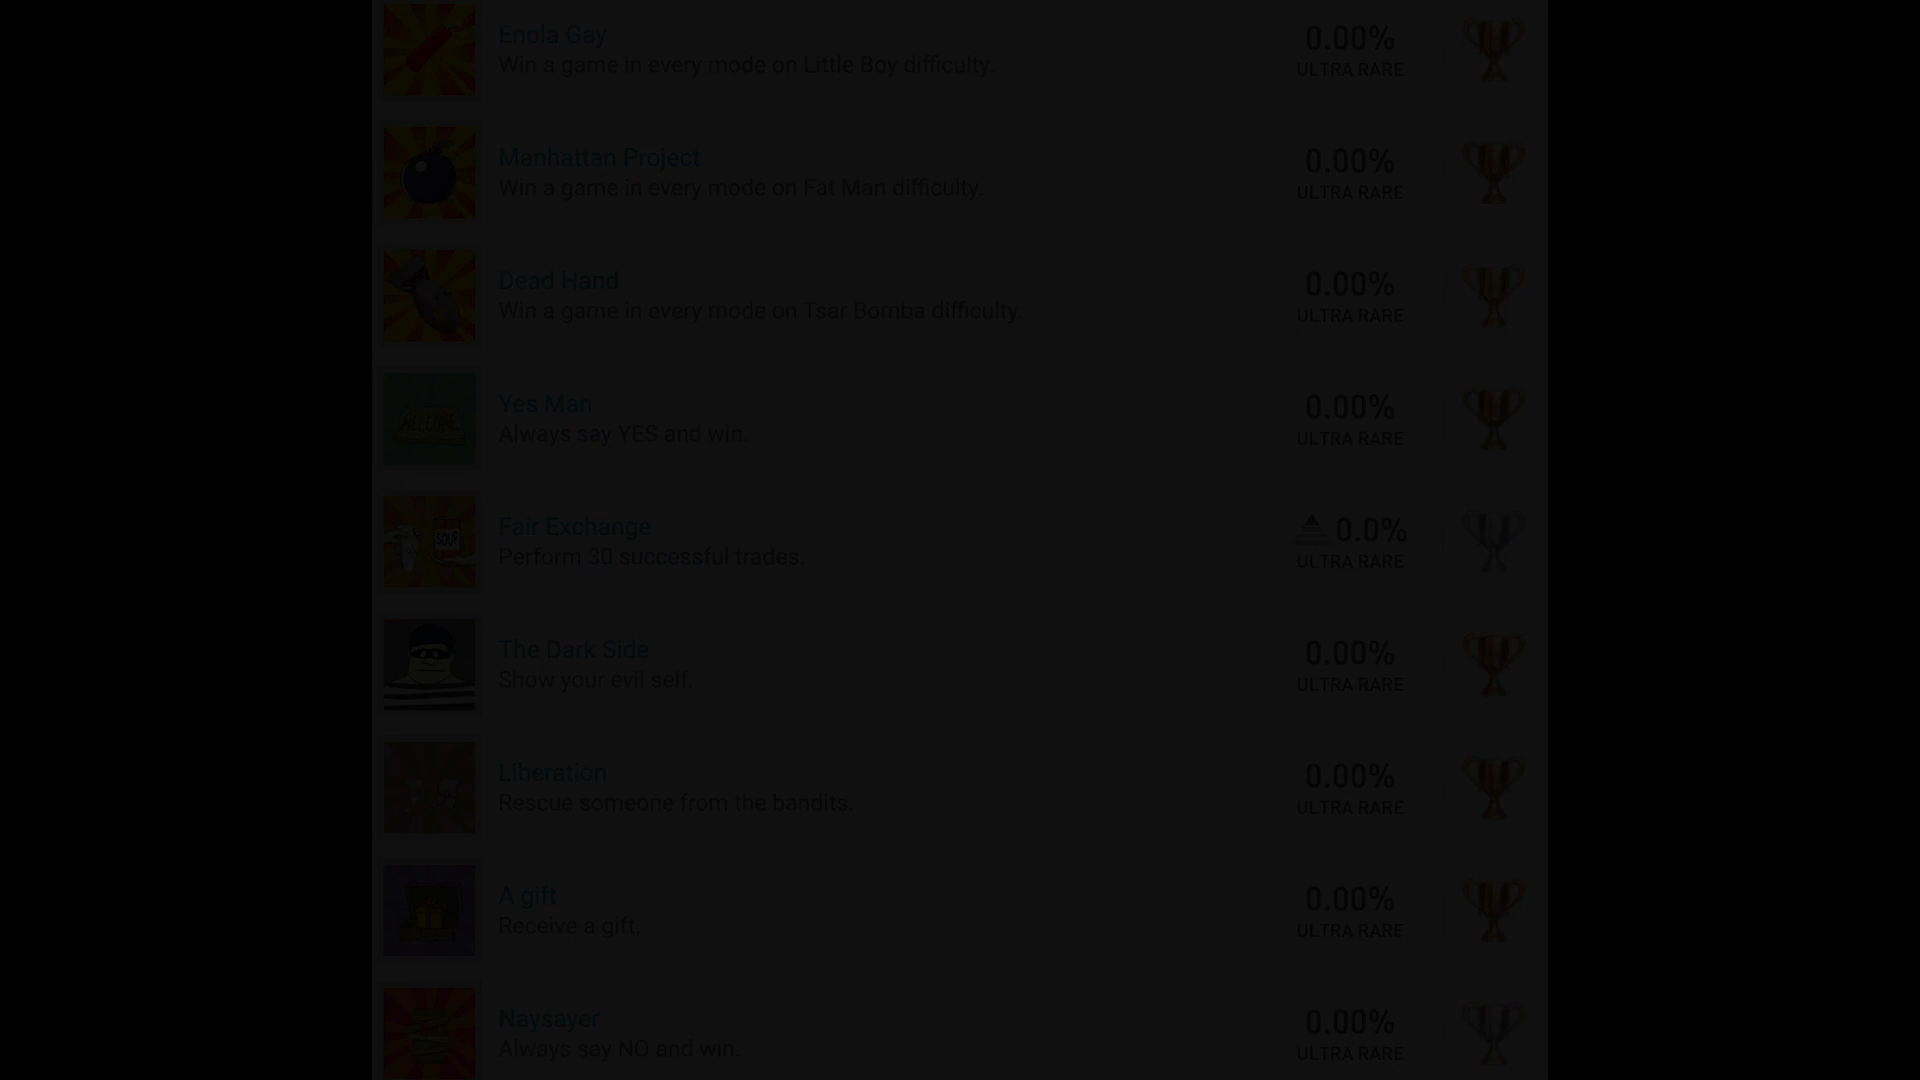 Enola Gay
Win a game in every mode on Little Boy difficulty.
0.00%
ULTRA RARE
Manhattan Project
Win a game in every mode on Fat Man difficulty.
0.00%
ULTRA RARE
Dead Hand
Win a game in every mode on Tsar Bomba difficulty.
0.00%
ULTRA RARE
WELCOME
Yes Man
Always say YES and win.
0.00%
ULTRA RARE
SOUP
Fair Exchange
Perform 30 successful trades.
0.0%
ULTRA RARE
The Dark Side
Show your evil self.
0.00%
ULTRA RARE
Liberation
Rescue someone from the bandits.
0.00%
ULTRA RARE
A gift
Receive a gift.
0.00%
ULTRA RARE
Naysayer
Always say NO and win.
0.00%
ULTRA RARE